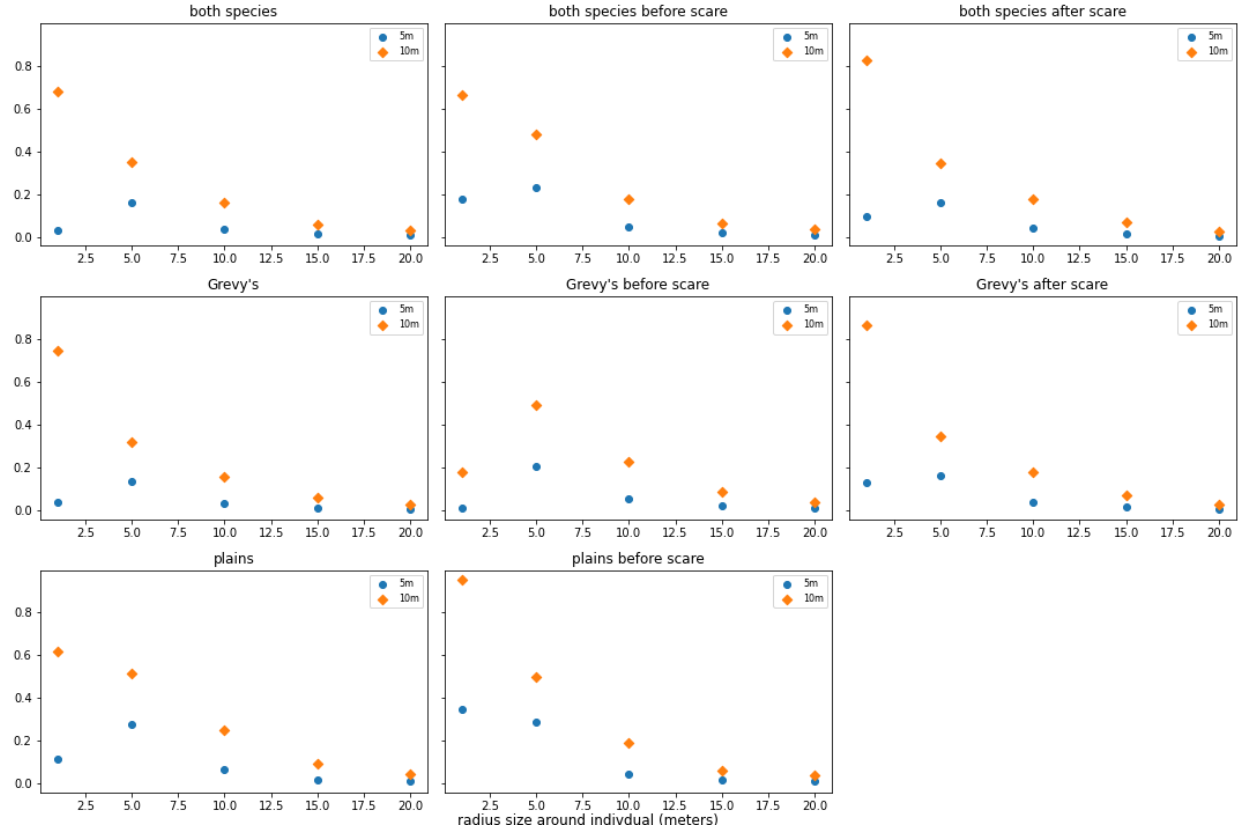 both species
both species before scare
both species after scare
5m
10m
5m
10m
5m
10m
0.8
0.6
0.4
0.2
0.0
2.5 5.0 7.5 10.0 12.5 15.0 17.5 20.0
2.5 5.0 7.5 10.0 12.5 15.0 17.5 20.0
2.5 5.0 7.5 10.0 12.5 15.0 17.5 20.0
Grevy's
Grevy's before scare
Grevy's after scare
5m
10m
5m
10m
5m
10m
0.8
0.6
0.4
0.2
0.0
2.5 5.0 7.5 10.0 12.5 15.0 17.5 20.0
2.5 5.0 7.5 10.0 12.5 15.0 17.5 20.0
2.5 5.0 7.5 10.0 12.5 15.0 17.5 20.0
plains
plains before scare
5m
10m
5m
10m
0.8
0.6
0.4
0.2
0.0
2.5 5.0 7.5 10.0 12.5 15.0 17.5 20.0
2.5 5.0 7.5 10.0 12.5 15.0 17.5 20.0
radius size around indivdual (meters)